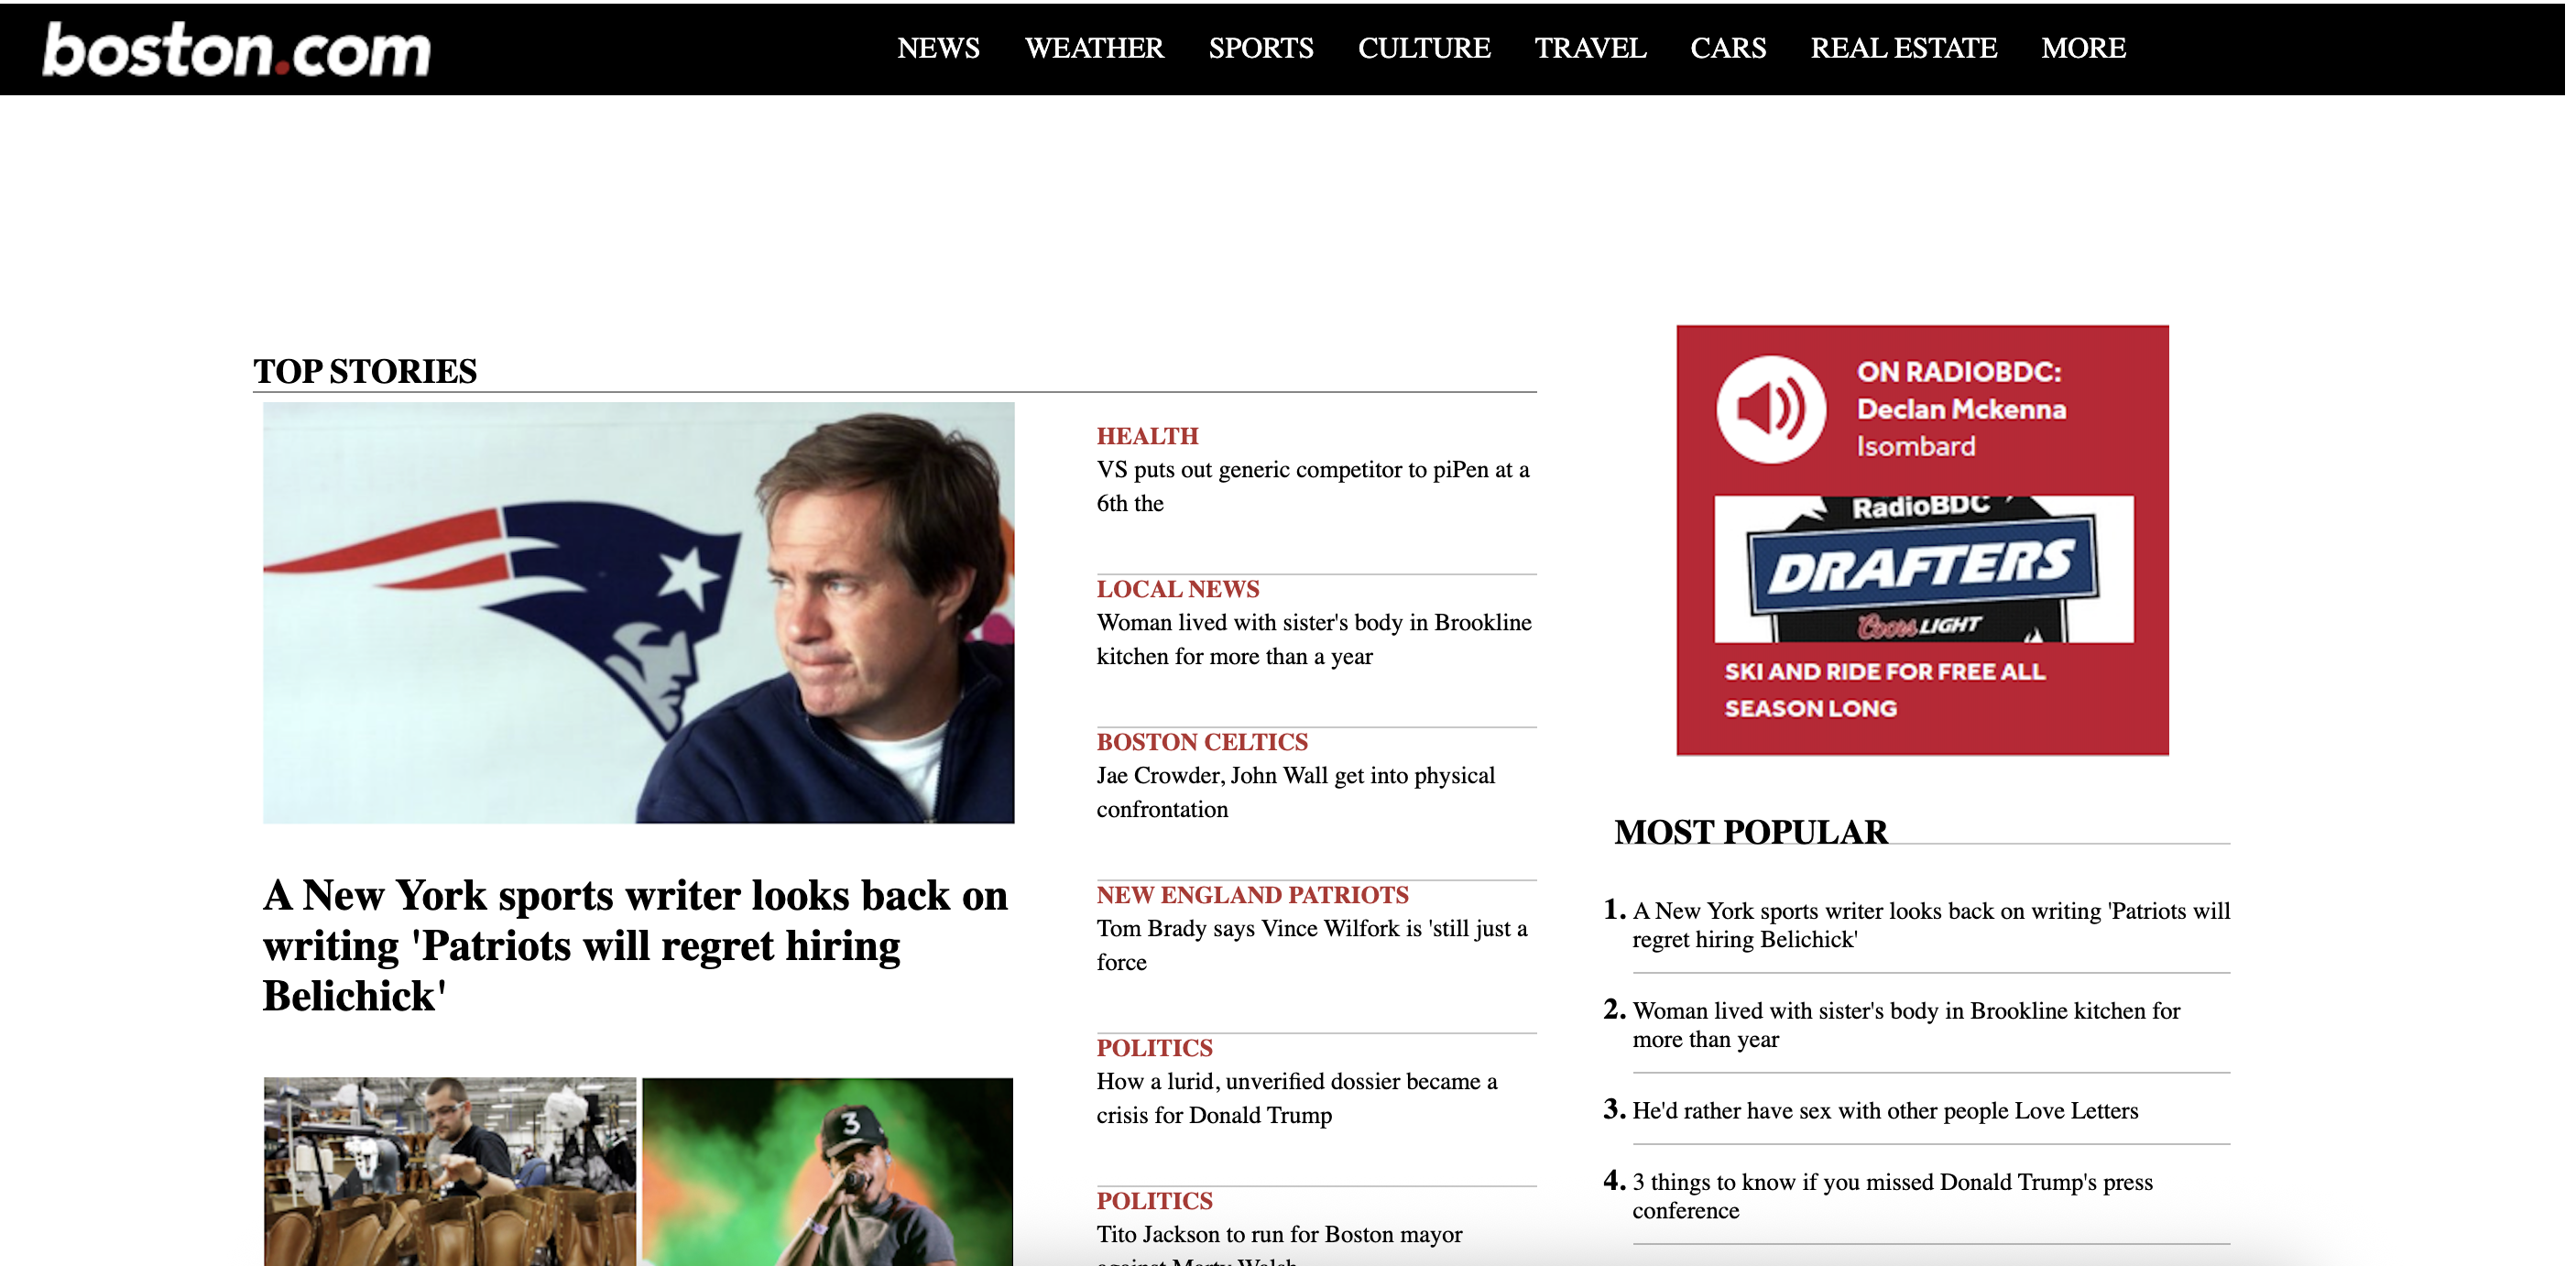 boston.com
NEWS WEATHER SPORTS CULTURE TRAVEL CARS REAL ESTATE MORE
TOP STORIES
A New York sports writer looks back on
writing 'Patriots will regret hiring
Belichick'
3
HEALTH
VS puts out generic competitor to piPen at a
6th the
LOCAL NEWS
Woman lived with sister's body in Brookline
kitchen for more than a year
BOSTON CELTICS
Jae Crowder, John Wall get into physical
confrontation
NEW ENGLAND PATRIOTS
Tom Brady says Vince Wilfork is 'still just a
force
POLITICS
How a lurid, unverified dossier became a
crisis for Donald Trump
POLITICS
Tito Jackson to run for Boston mayor
against Marty Walsh
ON RADIOBDC:
Declan Mckenna
Isombard
RadioBDC
DRAFTERS
Coors LIGHT
SKI AND RIDE FOR FREE ALL
SEASON LONG
MOST POPULAR
1. A New York sports writer looks back on writing 'Patriots will
regret hiring Belichick'
2. Woman lived with sister's body in Brookline kitchen for
more than year
3. He'd rather have sex with other people Love Letters
4. 3 things to know if you missed Donald Trump's press
conference